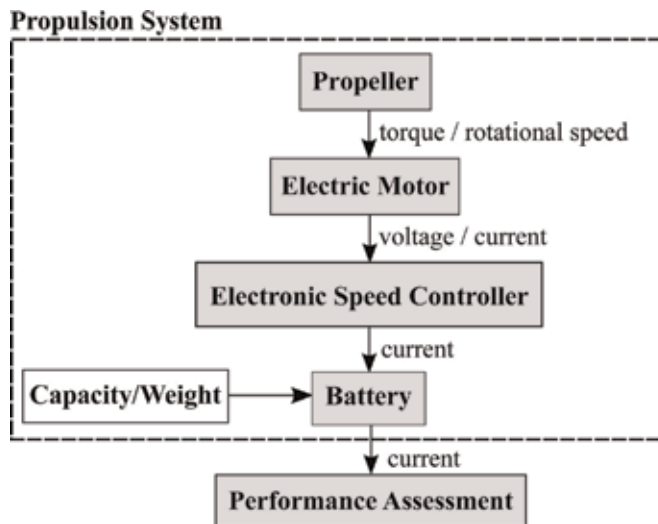 Propulsion System
Propeller
torque / rotational speed
Electric Motor
voltage / current
Electronic Speed Controller
current
Capacity/Weight
Battery
current
Performance Assessment